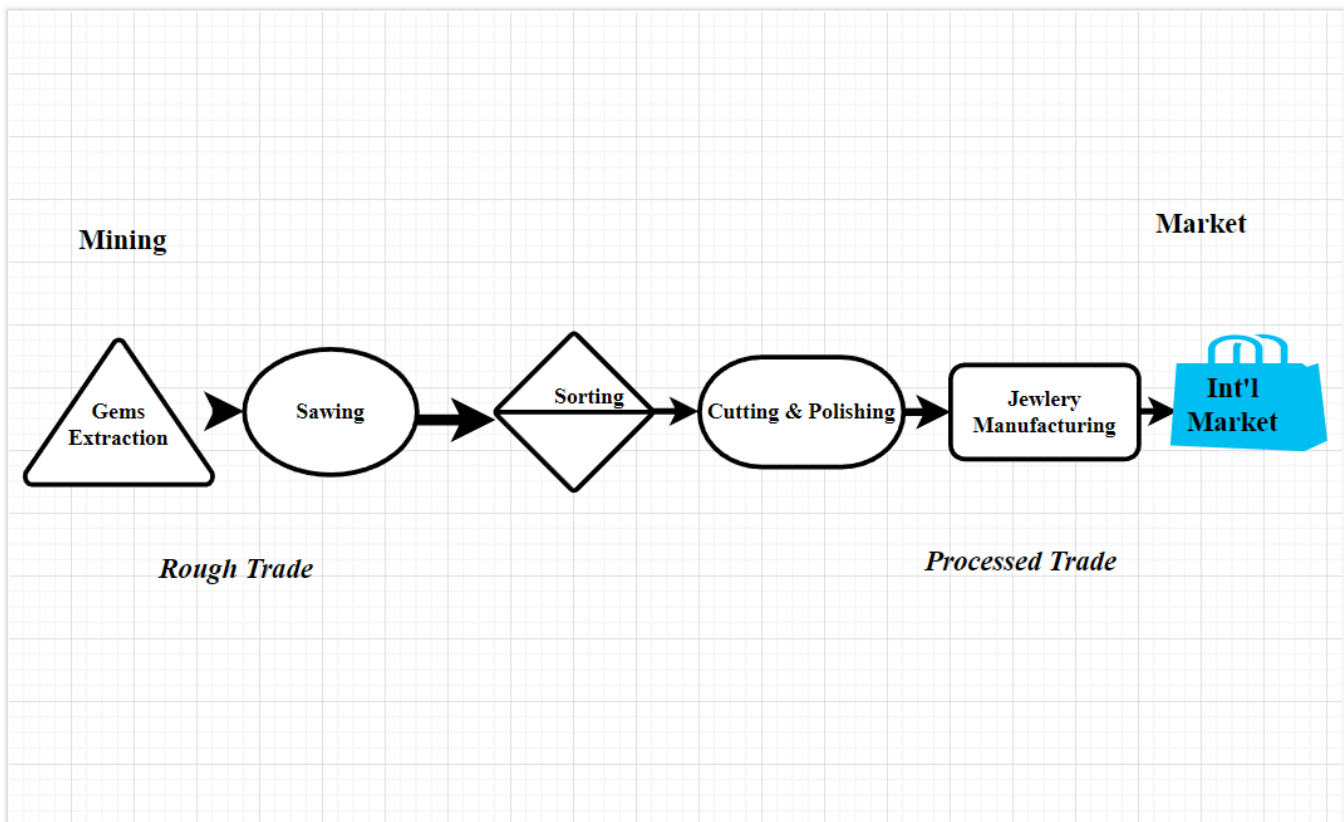 Mining
Market
Gems
Extraction
Sawing
Sorting
Cutting & Polishing
Jewlery
Manufacturing
Int'l
Market
Rough Trade
Processed Trade